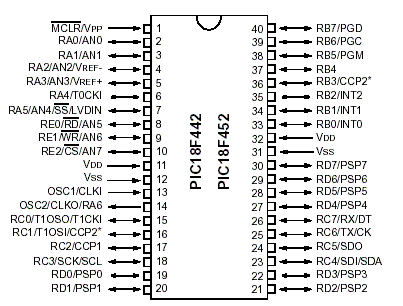 MCLR/VPP 1 40 RB7/PGD
RA0/AN0 2 39 RB6/PGC
RA1/AN1 3 38 RB5/PGM
RA2/AN2/VREF- 4 37 RB4
RA3/AN3/VREF+ 5 36 RB3/CCP2*
RA4/T0CKI 6 35 RB2/INT2
RA5/AN4/SS/LVDIN 7 34 RB1/INT1
RE0/RD/AN5 8 33 RB0/INT0
RE1/WR/AN6 9 32 VDD
RE2/CS/AN7 10 31 VSS
VDD 11 30 RD7/PSP7
VSS 12 29 RD6/PSP6
OSC1/CLKI 13 28 RD5/PSP5
OSC2/CLKO/RA6 14 27 RD4/PSP4
RC0/T1OSO/T1CKI 15 26 RC7/RX/DT
RC1/T1OSI/CCP2* 16 25 RC6/TX/CK
RC2/CCP1 17 24 RC5/SDO
RC3/SCK/SCL 18 23 RC4/SDI/SDA
RD0/PSP0 19 22 RD3/PSP3
RD1/PSP1 20 21 RD2/PSP2
PIC18F442
PIC18F452